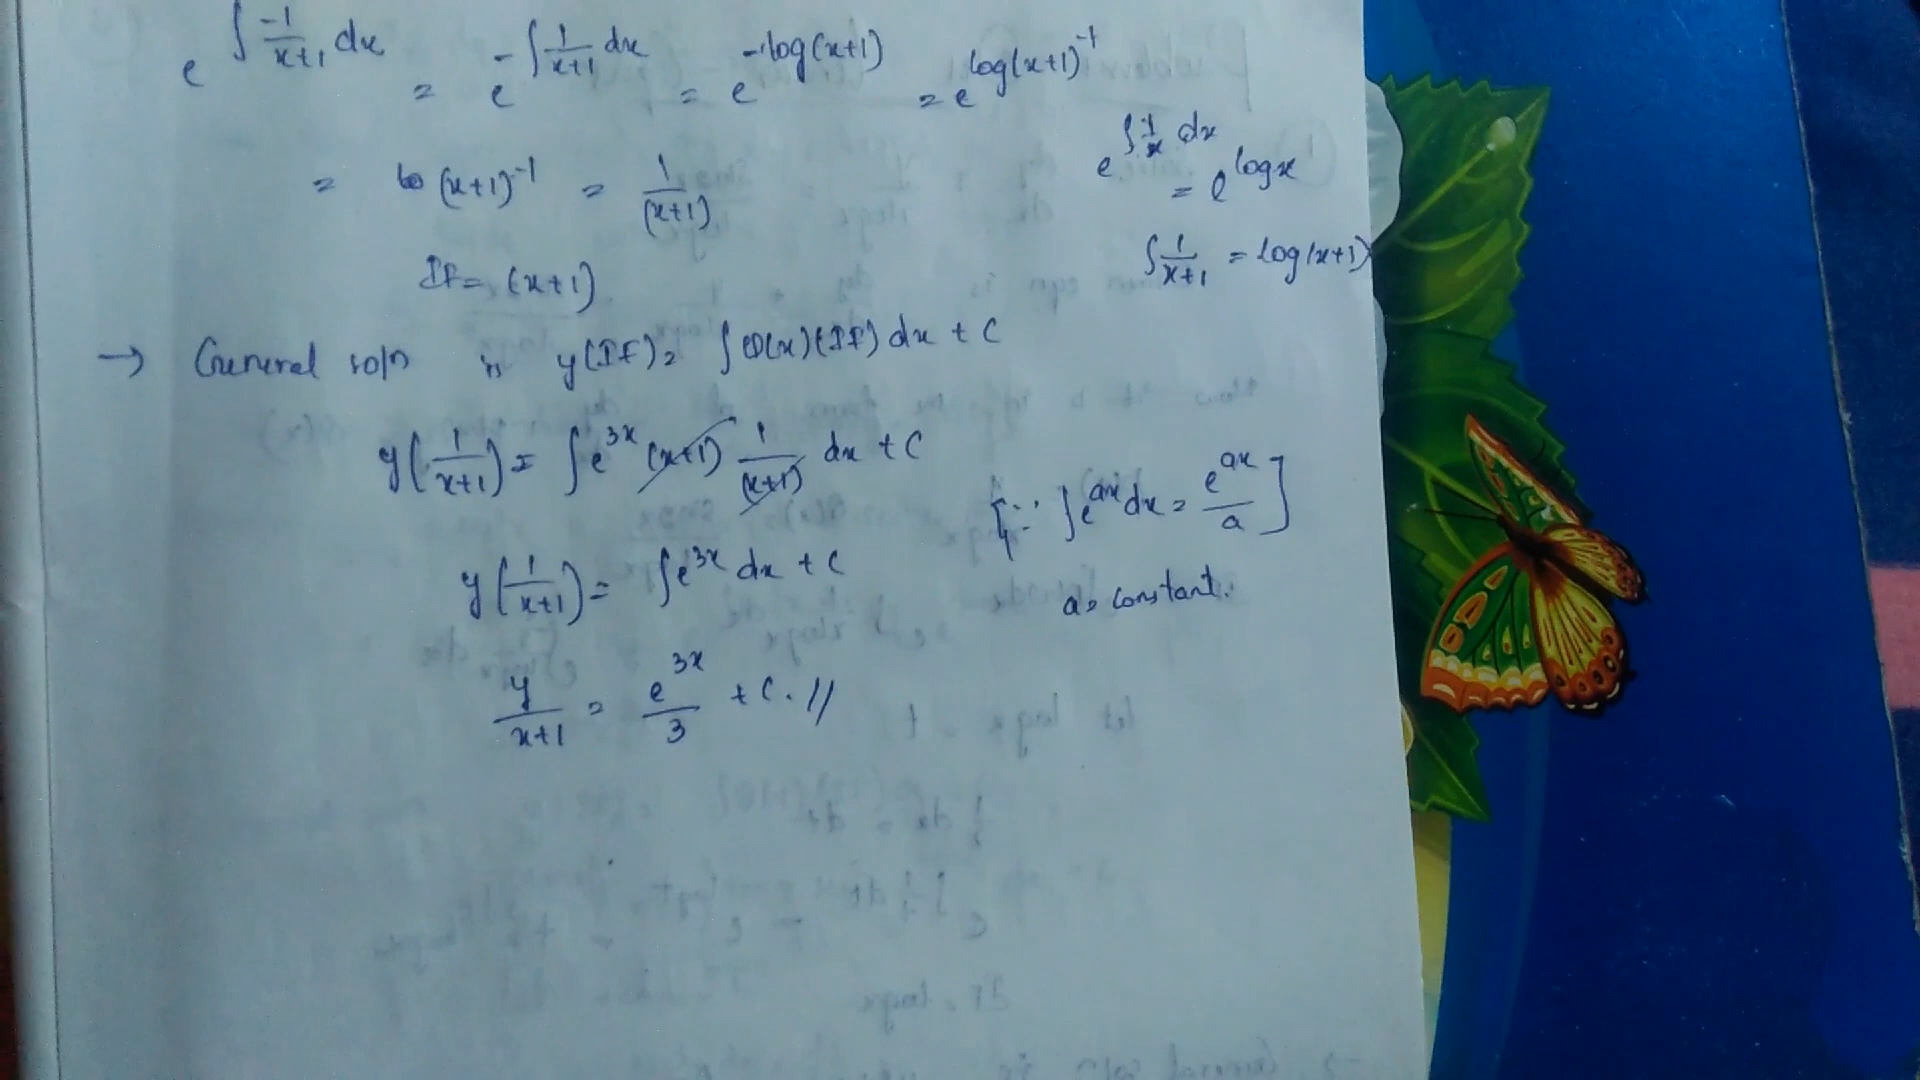 e^{∫ -1/(x+1) dx} = e^{-∫ 1/(x+1) dx} = e^{-log(x+1)} = e^{log(x+1)^{-1}}
= (x+1)^{-1} = 1/(x+1)
e^{∫ 1/x dx} = e^{log x}
∫ 1/(x+1) = log(x+1)
IF = (x+1)
→ General soln is y(IF) = ∫ Q(x)(IF) dx + C
y(1/(x+1)) = ∫ e^{3x} (x+1) 1/(x+1) dx + C
[∵ ∫ e^{ax} dx = e^{ax}/a]
a = constant.
y(1/(x+1)) = ∫ e^{3x} dx + C
y/(x+1) = e^{3x}/3 + C. //